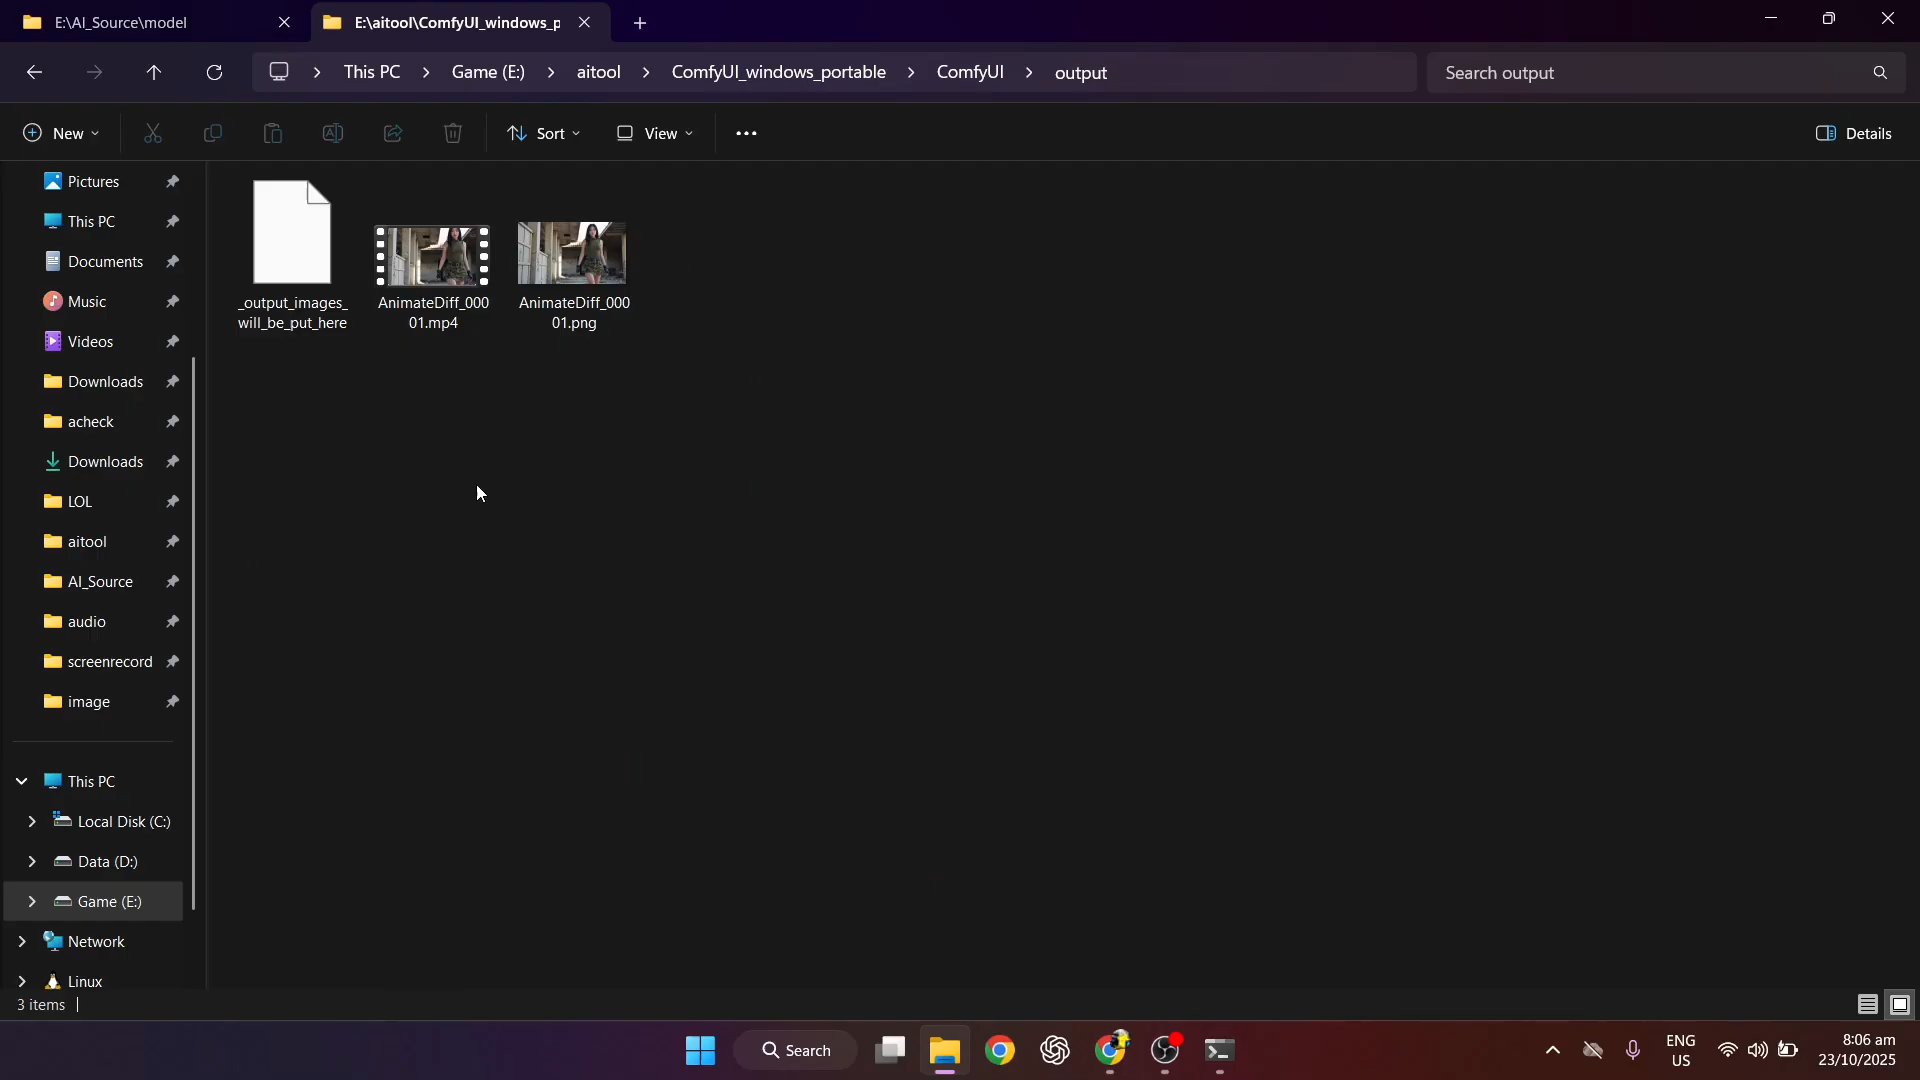 E:\AI_Source\model
E:\aitool\ComfyUI_windows_p
This PC
Game (E:)
aitool
ComfyUI_windows_portable
ComfyUI
output
Search output
New
Sort
View
Details
Pictures
This PC
Documents
Music
Videos
Downloads
acheck
Downloads
LOL
aitool
AI_Source
audio
screenrecord
image
This PC
Local Disk (C:)
Data (D:)
Game (E:)
Network
Linux
_output_images_
will_be_put_here
AnimateDiff_000
01.mp4
AnimateDiff_000
01.png
3 items
Search
ENG
US
8:06 am
23/10/2025